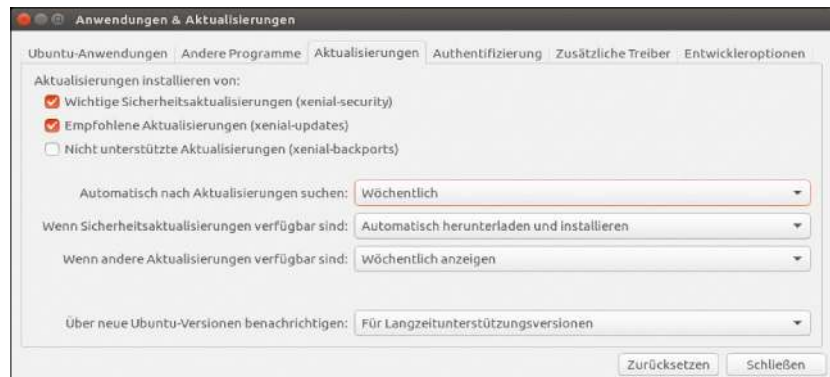 Anwendungen & Aktualisierungen
Ubuntu-Anwendungen Andere Programme Aktualisierungen Authentifizierung Zusätzliche Treiber Entwickleroptionen
Aktualisierungen installieren von:
Wichtige Sicherheitsaktualisierungen (xenial-security)
Empfohlene Aktualisierungen (xenial-updates)
Nicht unterstützte Aktualisierungen (xenial-backports)
Automatisch nach Aktualisierungen suchen: Wöchentlich
Wenn Sicherheitsaktualisierungen verfügbar sind: Automatisch herunterladen und installieren
Wenn andere Aktualisierungen verfügbar sind: Wöchentlich anzeigen
Über neue Ubuntu-Versionen benachrichtigen: Für Langzeitunterstützungsversionen
Zurücksetzen Schließen